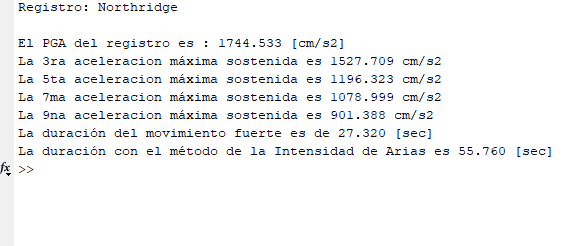 Registro: Northridge
El PGA del registro es : 1744.533 [cm/s2]
La 3ra aceleracion máxima sostenida es 1527.709 cm/s2
La 5ta aceleracion máxima sostenida es 1196.323 cm/s2
La 7ma aceleracion máxima sostenida es 1078.999 cm/s2
La 9na aceleracion máxima sostenida es 901.388 cm/s2
La duración del movimiento fuerte es de 27.320 [sec]
La duración con el método de la Intensidad de Arias es 55.760 [sec]
fx >>